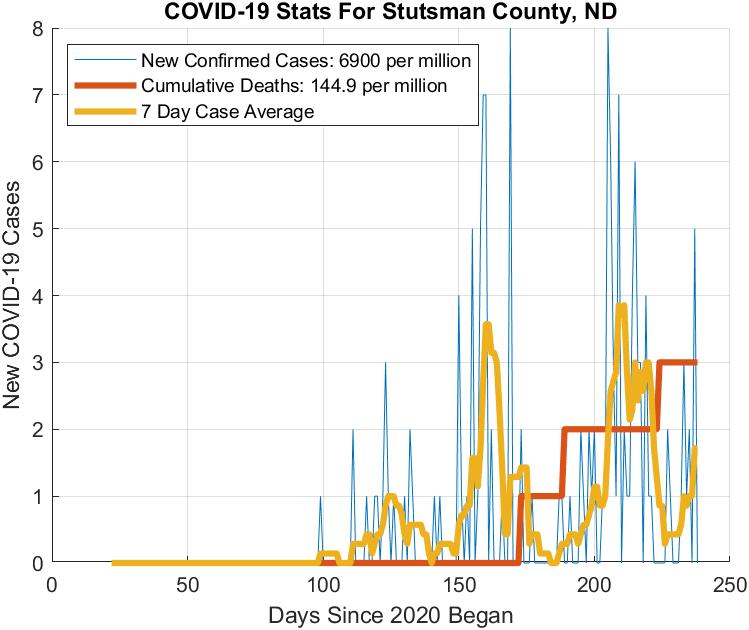 COVID-19 Stats For Stutsman County, ND
New Confirmed Cases: 6900 per million
Cumulative Deaths: 144.9 per million
7 Day Case Average
New COVID-19 Cases
8
7
6
5
4
3
2
1
0
0 50 100 150 200 250
Days Since 2020 Began